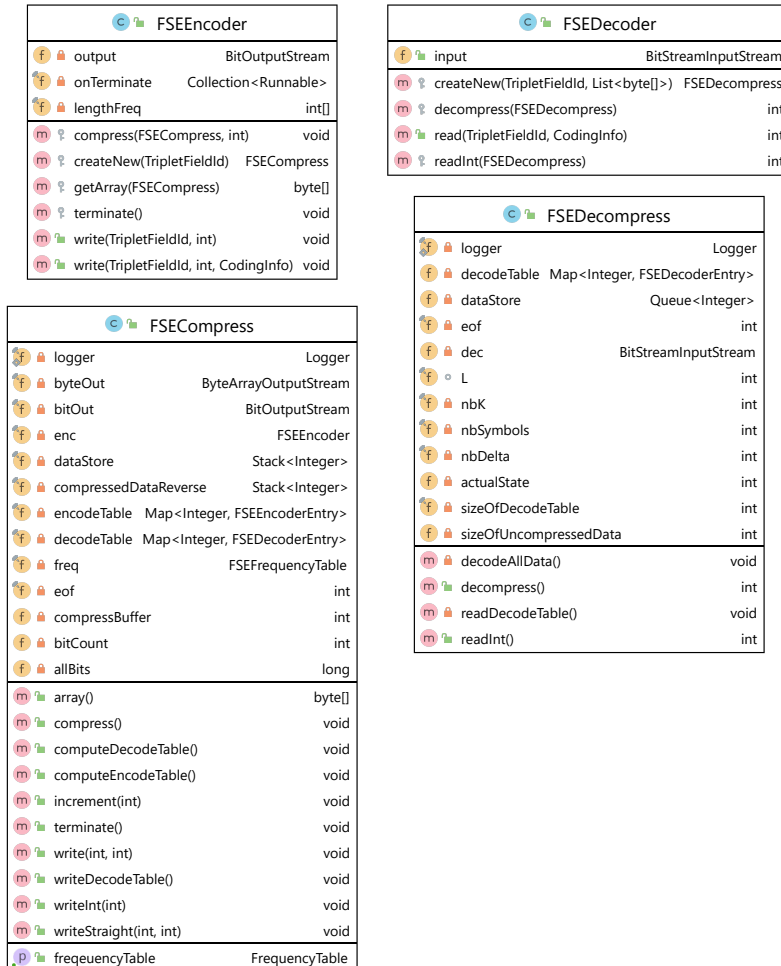 FSEEncoder
output BitOutputStream
onTerminate Collection<Runnable>
lengthFreq int[]
compress(FSECompress, int) void
createNew(TripletFieldId) FSECompress
getArray(FSECompress) byte[]
terminate() void
write(TripletFieldId, int) void
write(TripletFieldId, int, CodingInfo) void
FSEDecoder
input BitStreamInputStream
createNew(TripletFieldId, List<byte[]>) FSEDecompress
decompress(FSEDecompress) int
read(TripletFieldId, CodingInfo) int
readInt(FSEDecompress) int
FSEDecompress
logger Logger
decodeTable Map<Integer, FSEDecoderEntry>
dataStore Queue<Integer>
eof int
dec BitStreamInputStream
L int
nbK int
nbSymbols int
nbDelta int
actualState int
sizeOfDecodeTable int
sizeOfUncompressedData int
decodeAllData() void
decompress() int
readDecodeTable() void
readInt() int
FSECompress
logger Logger
byteOut ByteArrayOutputStream
bitOut BitOutputStream
enc FSEEncoder
dataStore Stack<Integer>
compressedDataReverse Stack<Integer>
encodeTable Map<Integer, FSEEncoderEntry>
decodeTable Map<Integer, FSEDecoderEntry>
freq FSEFrequencyTable
eof int
compressBuffer int
bitCount int
allBits long
array() byte[]
compress() void
computeDecodeTable() void
computeEncodeTable() void
increment(int) void
terminate() void
write(int, int) void
writeDecodeTable() void
writeInt(int) void
writeStraight(int, int) void
freqeuencyTable FrequencyTable